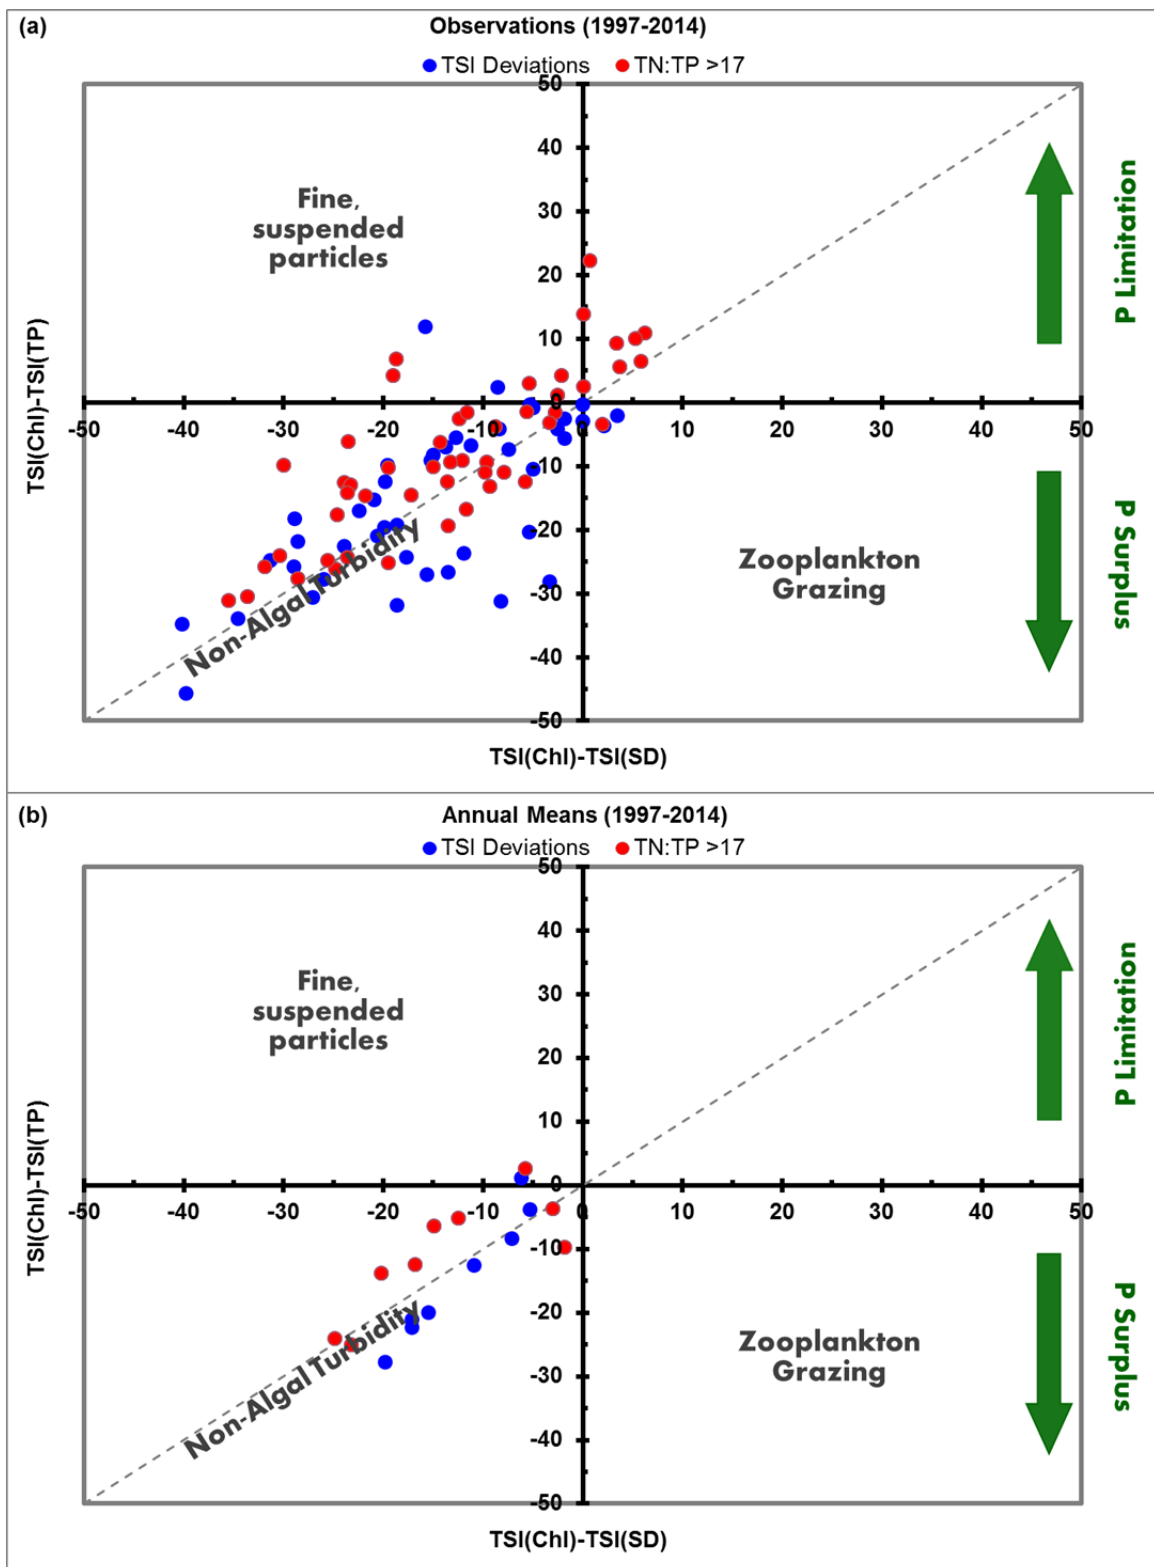 (a)
Observations (1997-2014)
TSI Deviations
TN:TP >17
50
40
30
20
10
0
-10
-20
-30
-40
-50
-50
-40
-30
-20
-10
0
10
20
30
40
50
Fine,
suspended
particles
Non-Algal Turbidity
Zooplankton
Grazing
P Limitation
P Surplus
TSI(Chl)-TSI(TP)
TSI(Chl)-TSI(SD)
(b)
Annual Means (1997-2014)
TSI Deviations
TN:TP >17
50
40
30
20
10
0
-10
-20
-30
-40
-50
-50
-40
-30
-20
-10
0
10
20
30
40
50
Fine,
suspended
particles
Non-Algal Turbidity
Zooplankton
Grazing
P Limitation
P Surplus
TSI(Chl)-TSI(TP)
TSI(Chl)-TSI(SD)